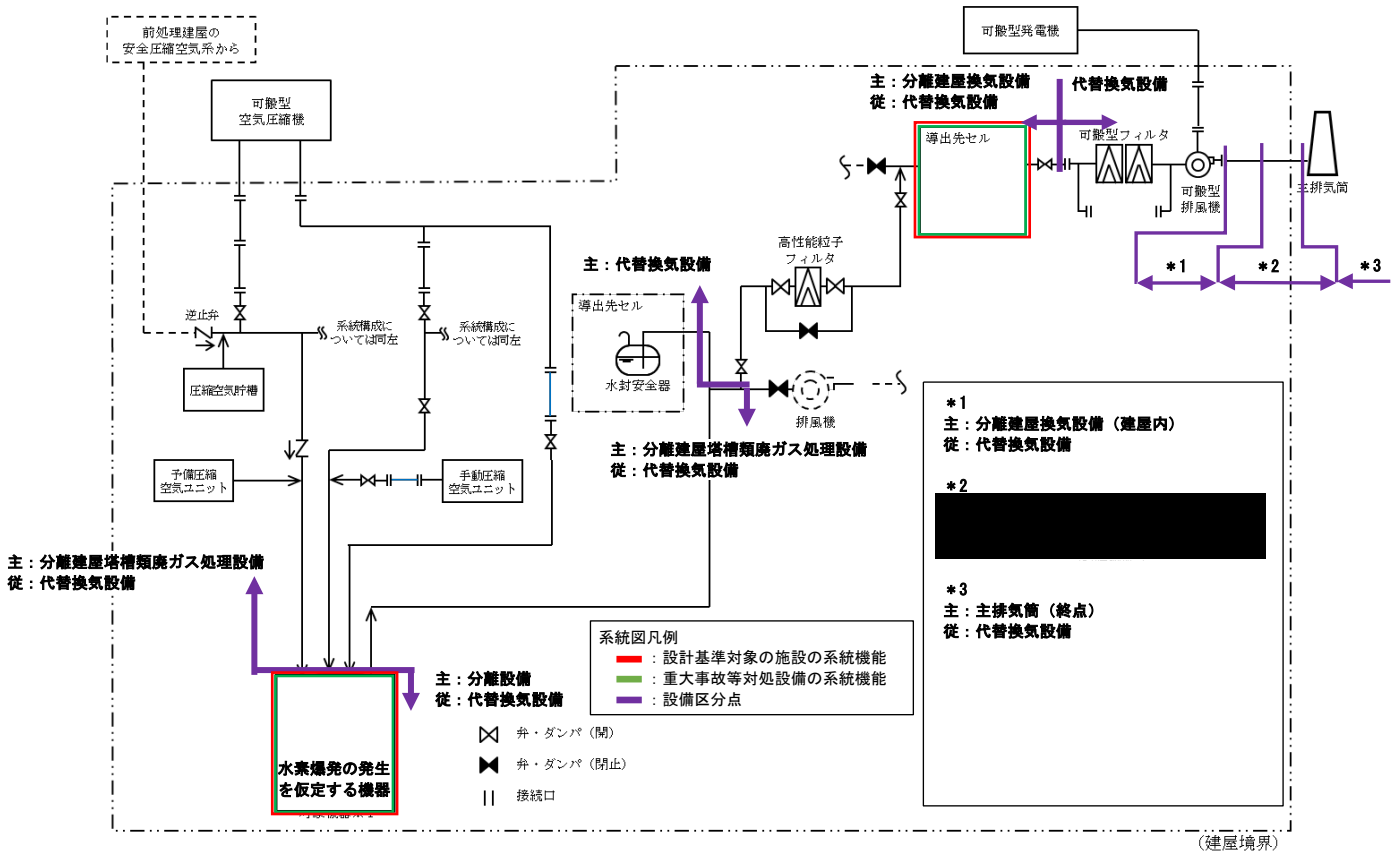 前処理建屋の
安全圧縮空気系から
可搬型
空気圧縮機
可搬型発電機
主：分離建屋換気設備
従：代替換気設備
代替換気設備
導出先セル
可搬型フィルタ
可搬型
排風機
主排気筒
＊1
＊2
＊3
高性能粒子
フィルタ
主：代替換気設備
導出先セル
水封安全器
排風機
逆止弁
系統構成に
ついては同左
系統構成に
ついては同左
圧縮空気貯槽
主：分離建屋塔槽類廃ガス処理設備
従：代替換気設備
予備圧縮
空気ユニット
手動圧縮
空気ユニット
主：分離建屋塔槽類廃ガス処理設備
従：代替換気設備
主：分離設備
従：代替換気設備
水素爆発の発生
を仮定する機器
系統図凡例
：設計基準対象の施設の系統機能
：重大事故等対処設備の系統機能
：設備区分点
弁・ダンパ（開）
弁・ダンパ（閉止）
接続口
＊1
主：分離建屋換気設備（建屋内）
従：代替換気設備
＊2
＊3
主：主排気筒（終点）
従：代替換気設備
（建屋境界）